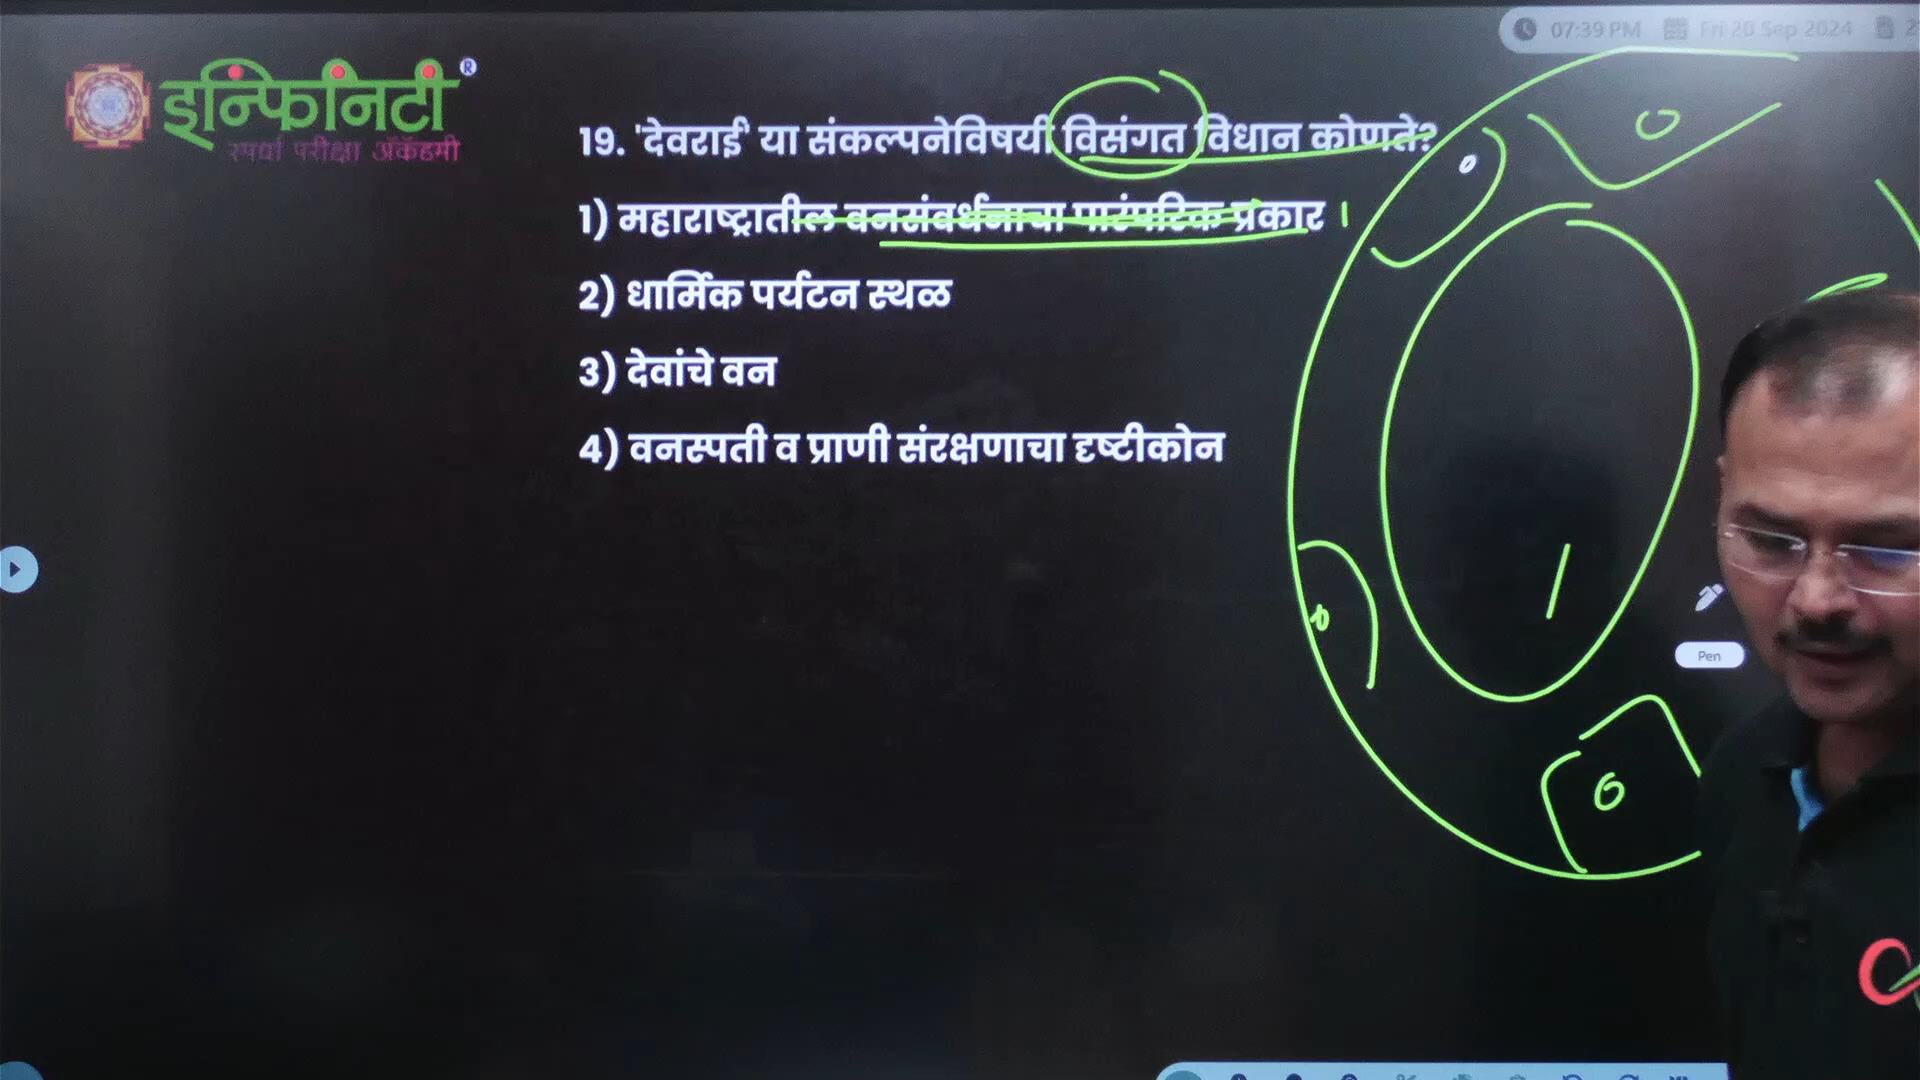 07:39 PM Fri 20 Sep 2024
इन्फिनिटी ®
स्पर्धा परीक्षा अ‍ॅकॅडमी
19. 'देवराई' या संकल्पनेविषयी विसंगत विधान कोणते?
1) महाराष्ट्रातील वनसंवर्धनाचा पारंपरिक प्रकार
2) धार्मिक पर्यटन स्थळ
3) देवांचे वन
4) वनस्पती व प्राणी संरक्षणाचा दृष्टीकोन
Pen